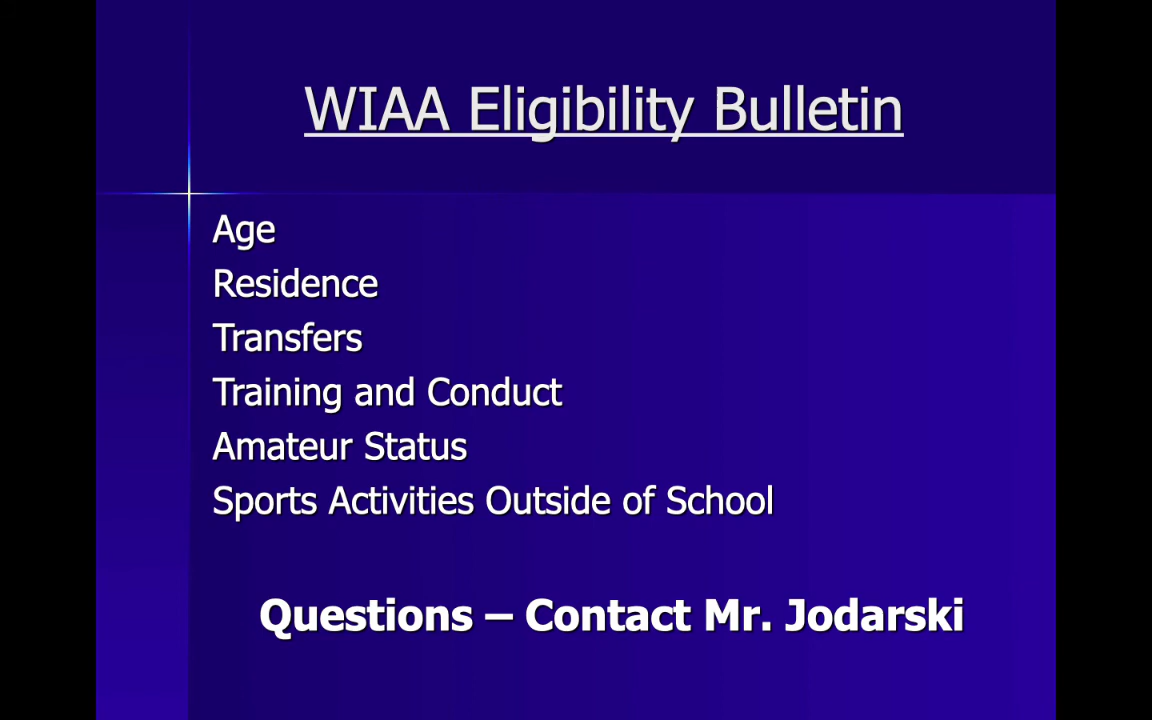 WIAA Eligibility Bulletin
Age
Residence
Transfers
Training and Conduct
Amateur Status
Sports Activities Outside of School
Questions – Contact Mr. Jodarski